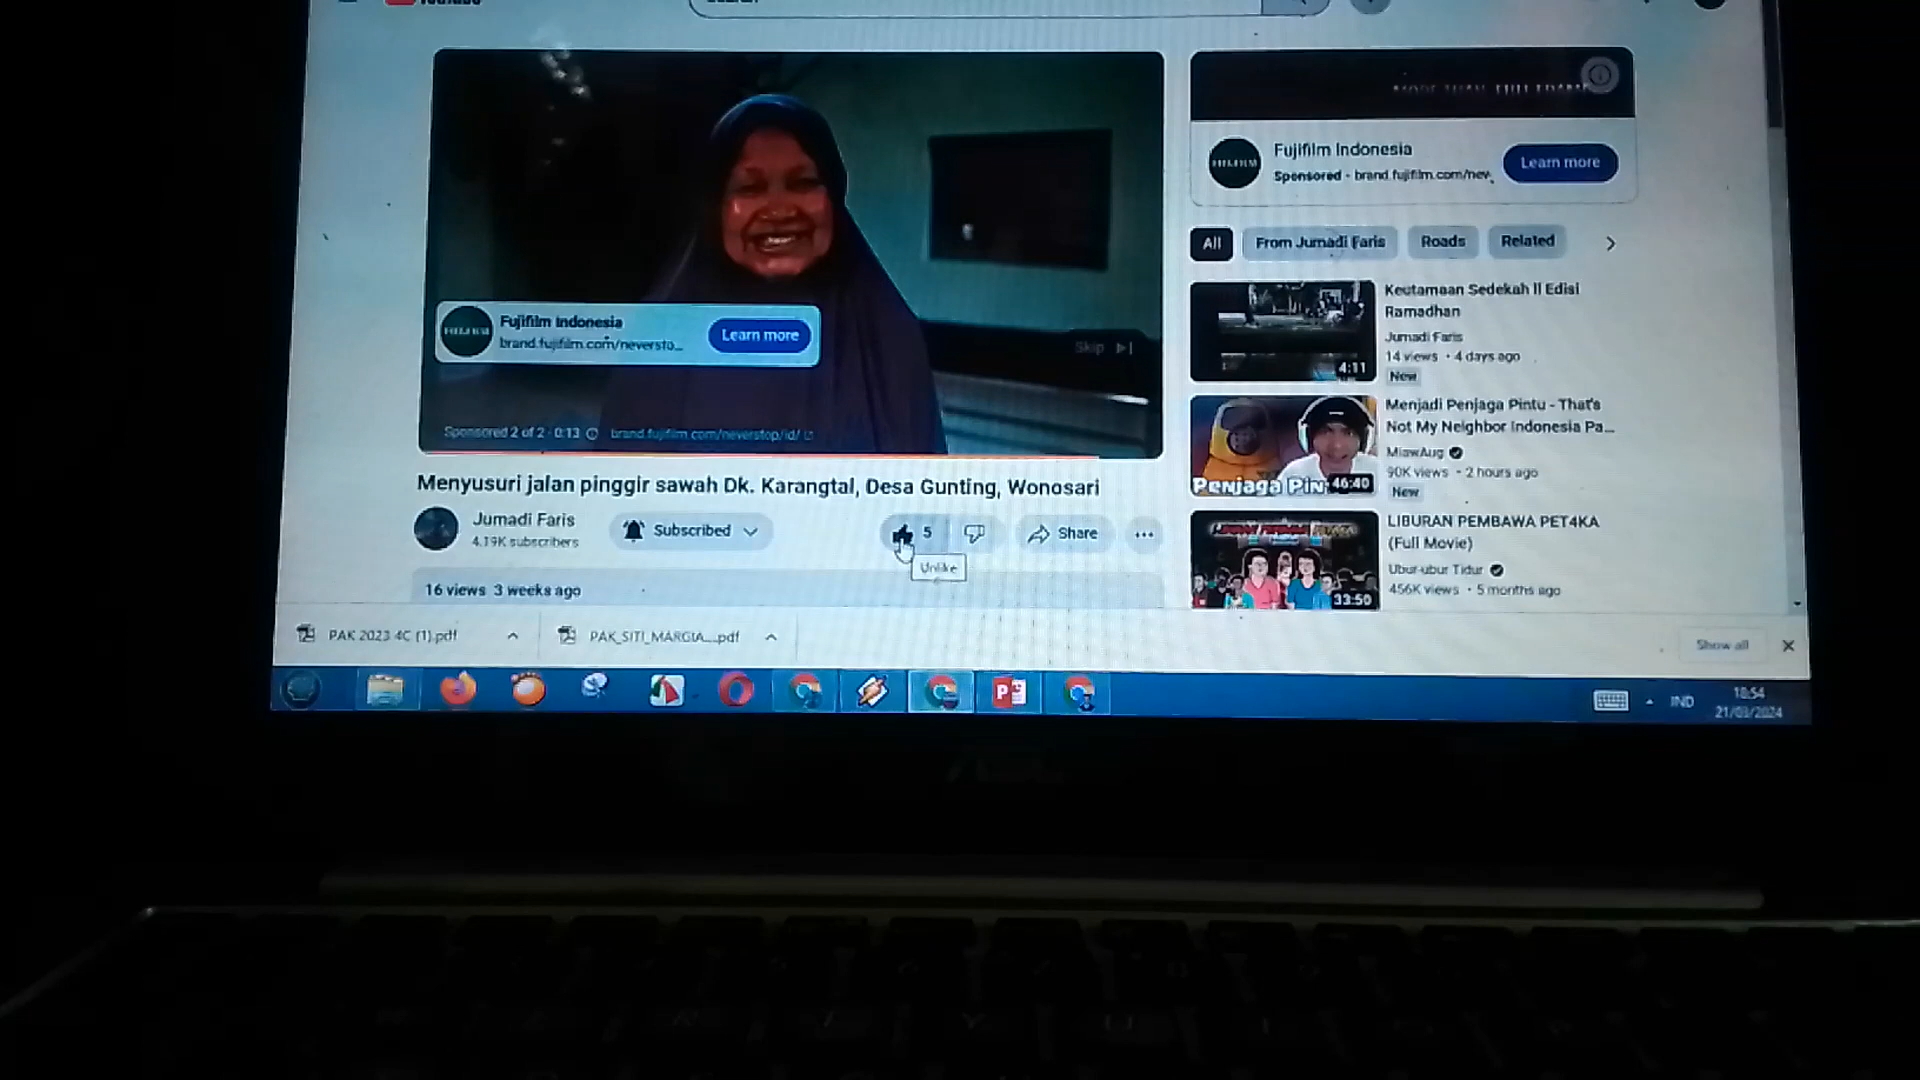 Fujifilm Indonesia
brand.fujifilm.com/neversto...
Learn more
Skip
Sponsored 2 of 2 · 0:13
brand.fujifilm.com/neverstop/id/
Menyusuri jalan pinggir sawah Dk. Karangtal, Desa Gunting, Wonosari
Jumadi Faris
4.19K subscribers
Subscribed
5
Share
Unlike
16 views 3 weeks ago
Fujifilm Indonesia
Sponsored · brand.fujifilm.com/nev
Learn more
All
From Jumadi Faris
Roads
Related
Keutamaan Sedekah II Edisi
Ramadhan
Jumadi Faris
14 views · 4 days ago
New
4:11
Menjadi Penjaga Pintu - That's
Not My Neighbor Indonesia Pa...
MiawAug
90K views · 2 hours ago
New
Penjaga Pin
46:40
LIBURAN PEMBAWA PET4KA
(Full Movie)
Ubur-ubur Tidur
456K views · 5 months ago
33:50
PAK 2023 4C (1).pdf
PAK_SITI_MARGIA....pdf
Show all
IND
18:54
21/03/2024